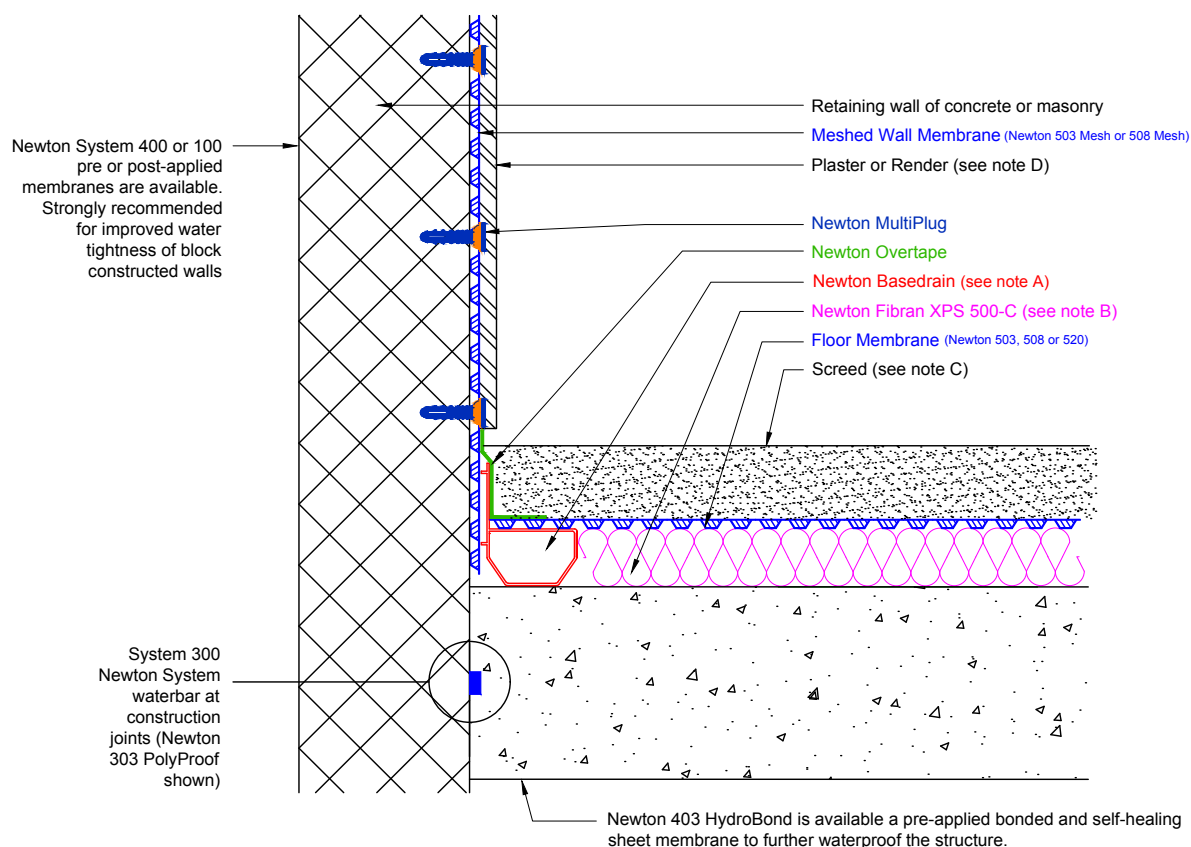 Retaining wall of concrete or masonry
Meshed Wall Membrane (Newton 503 Mesh or 508 Mesh)
Plaster or Render (see note D)
Newton System 400 or 100
pre or post-applied
membranes are available.
Strongly recommended
for improved water
tightness of block
constructed walls
Newton MultiPlug
Newton Overtape
Newton Basedrain (see note A)
Newton Fibran XPS 500-C (see note B)
Floor Membrane (Newton 503, 508 or 520)
Screed (see note C)
System 300
Newton System
waterbar at
construction
joints (Newton
303 PolyProof
shown)
Newton 403 HydroBond is available a pre-applied bonded and self-healing
sheet membrane to further waterproof the structure.